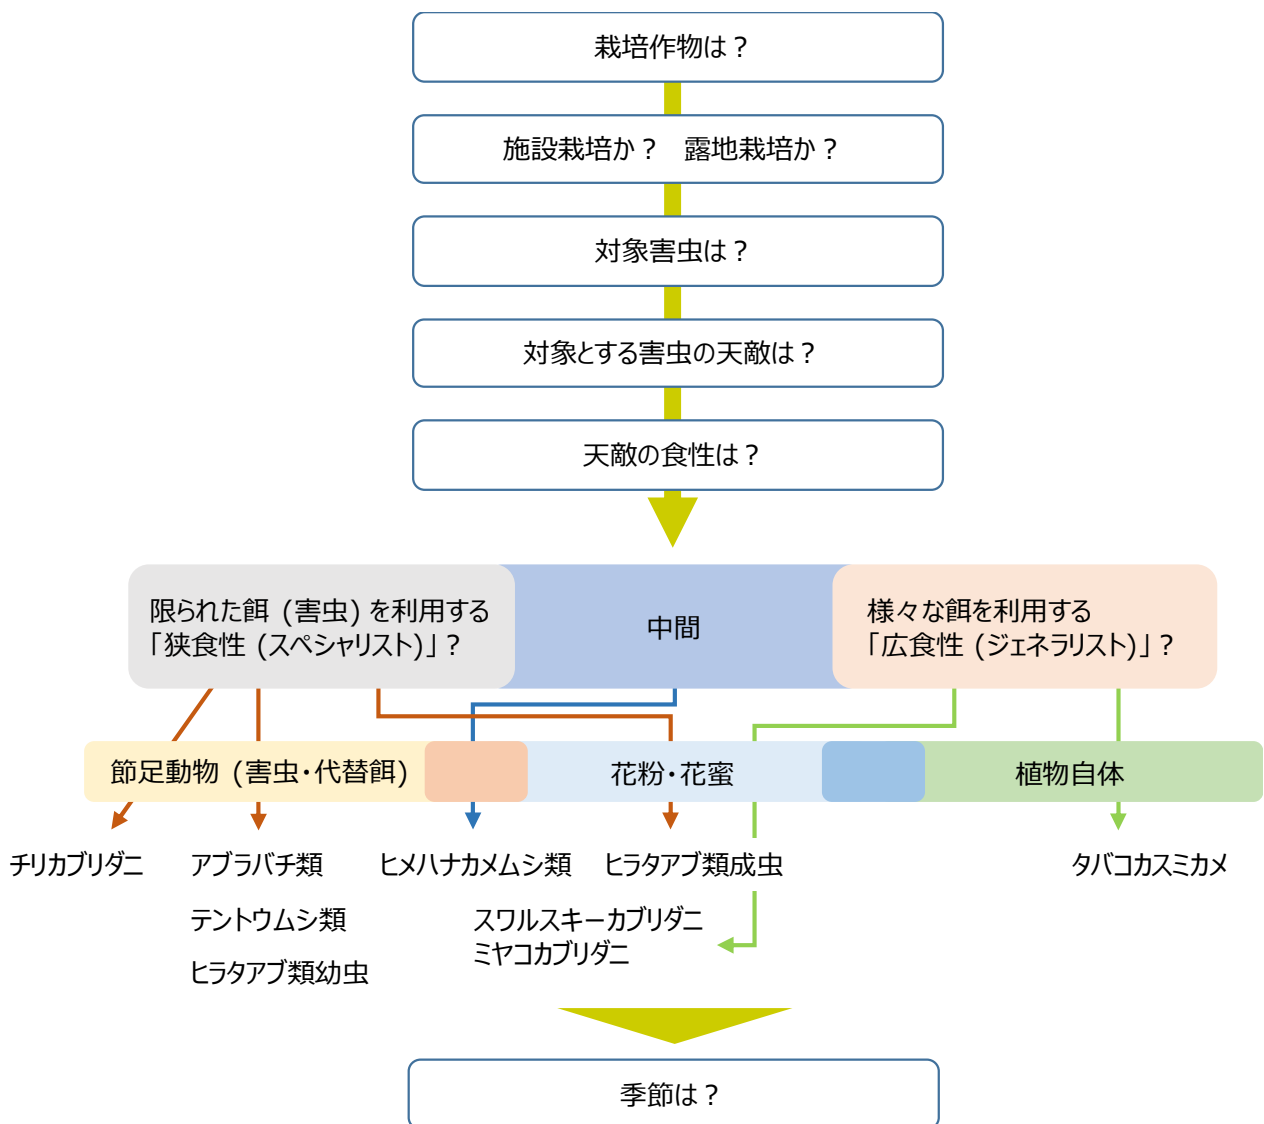 栽培作物は？
施設栽培か？　露地栽培か？
対象害虫は？
対象とする害虫の天敵は？
天敵の食性は？
限られた餌 (害虫) を利用する
「狭食性 (スペシャリスト)」？
中間
様々な餌を利用する
「広食性 (ジェネラリスト)」？
節足動物 (害虫・代替餌)
花粉・花蜜
植物自体
チリカブリダニ
アブラバチ類
ヒメハナカメムシ類
ヒラタアブ類成虫
タバコカスミカメ
テントウムシ類
スワルスキーカブリダニ
ミヤコカブリダニ
ヒラタアブ類幼虫
季節は？